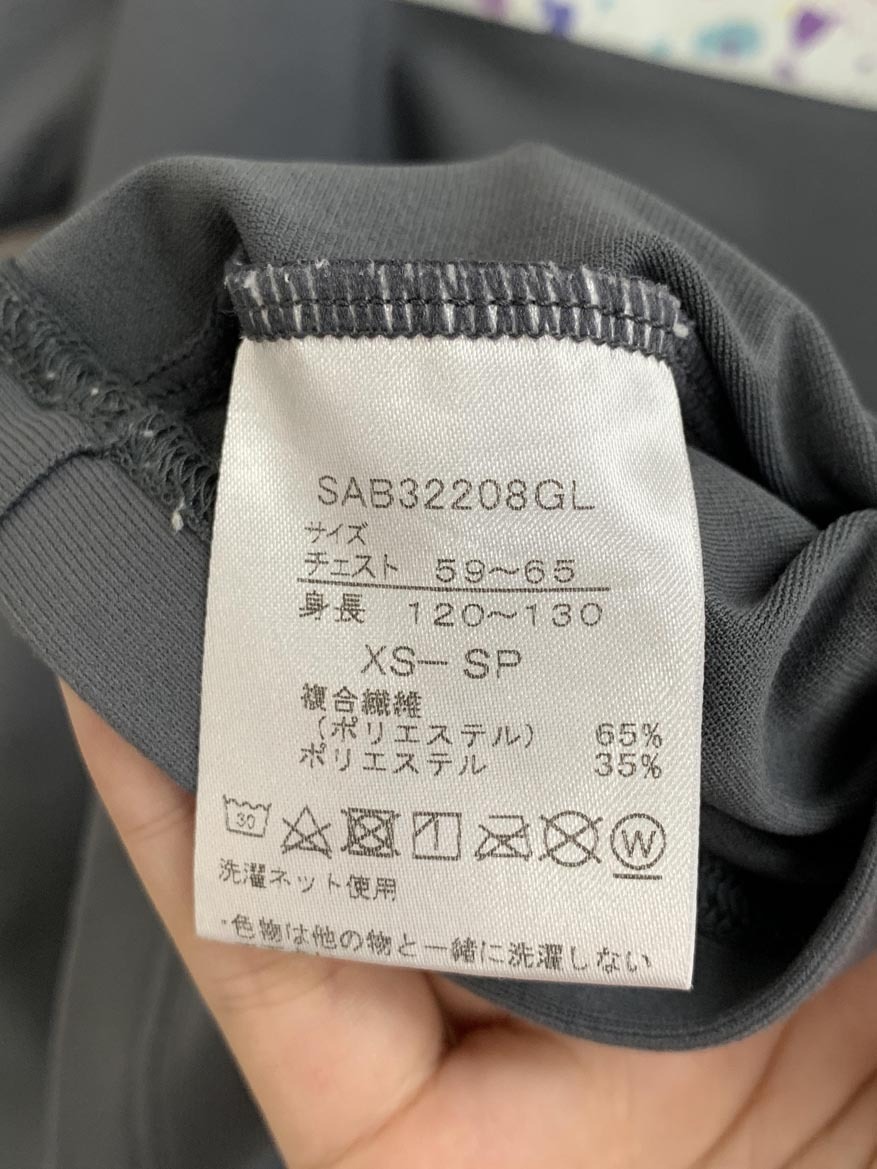 SAB32208GL
サイズ
チェスト 59～65
身長 120～130
XS－SP
複合繊維
（ポリエステル） 65%
ポリエステル 35%
30 W
洗濯ネット使用
・色物は他の物と一緒に洗濯しない